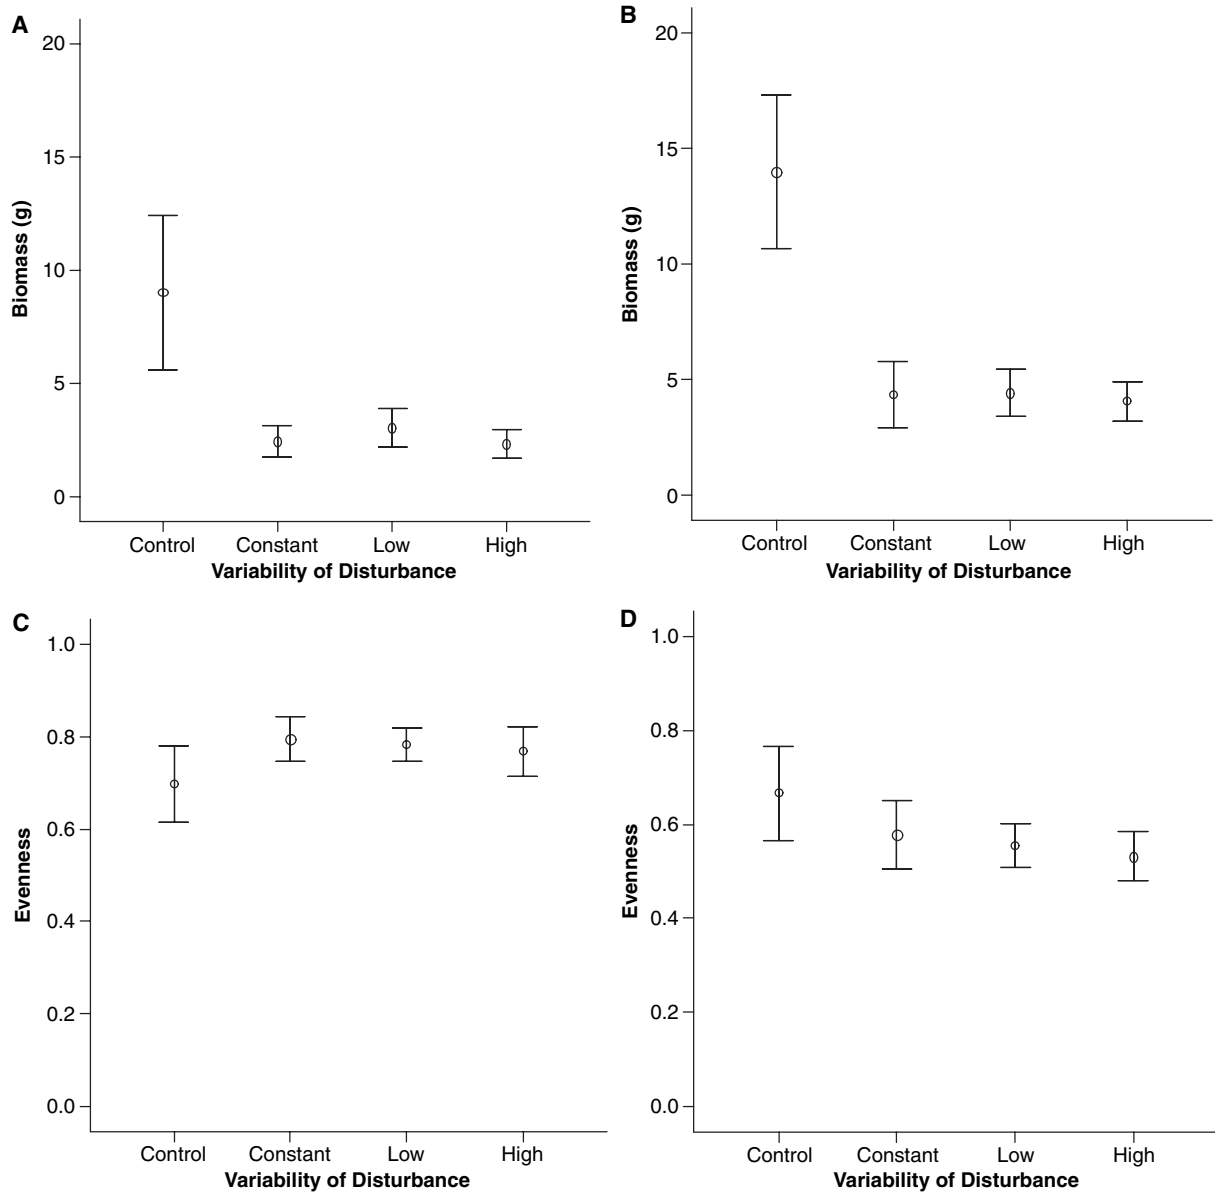 A
20
15
10
5
0
Biomass (g)
Control Constant Low High
Variability of Disturbance
B
20
15
10
5
0
Biomass (g)
Control Constant Low High
Variability of Disturbance
C
1.0
0.8
0.6
0.4
0.2
0.0
Evenness
Control Constant Low High
Variability of Disturbance
D
1.0
0.8
0.6
0.4
0.2
0.0
Evenness
Control Constant Low High
Variability of Disturbance